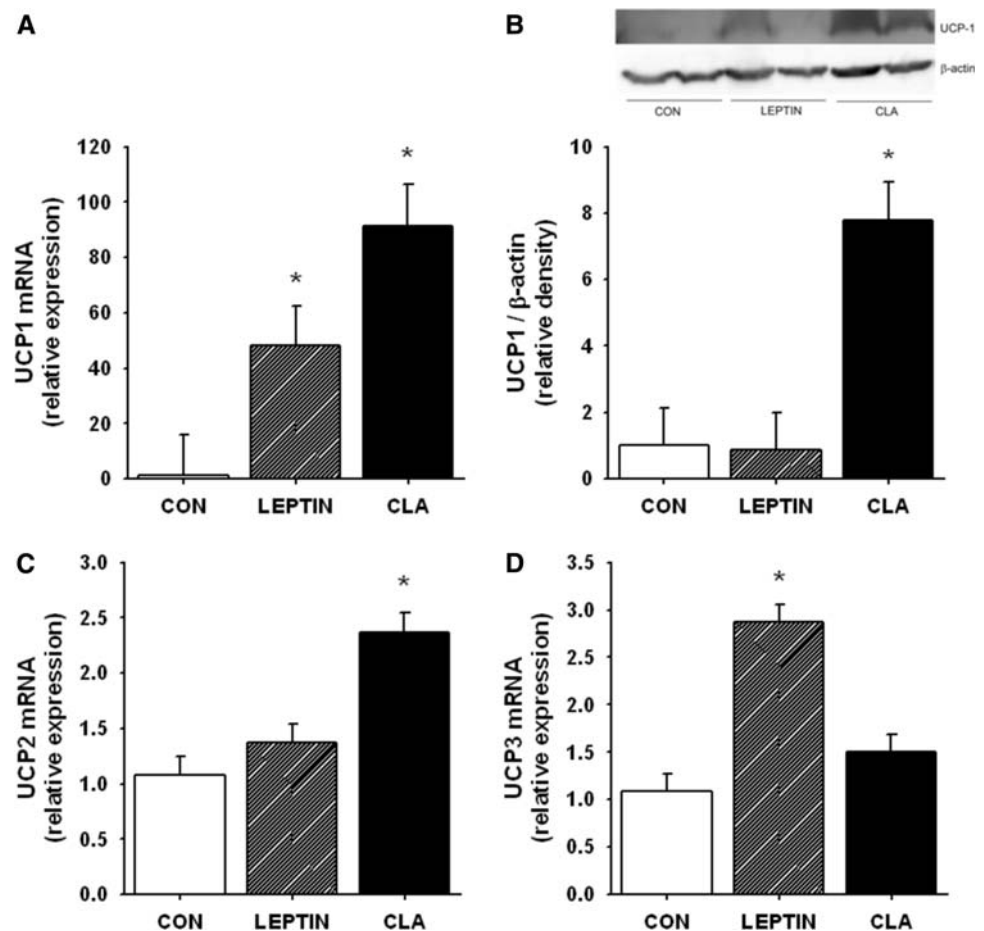 A
UCP1 mRNA
(relative expression)
120
100
80
60
40
20
0
*
*
CON LEPTIN CLA
B
UCP-1
β-actin
CON LEPTIN CLA
UCP1 / β-actin
(relative density)
10
8
6
4
2
0
*
CON LEPTIN CLA
C
UCP2 mRNA
(relative expression)
3.0
2.5
2.0
1.5
1.0
0.5
0.0
*
CON LEPTIN CLA
D
UCP3 mRNA
(relative expression)
3.5
3.0
2.5
2.0
1.5
1.0
0.5
0.0
*
CON LEPTIN CLA